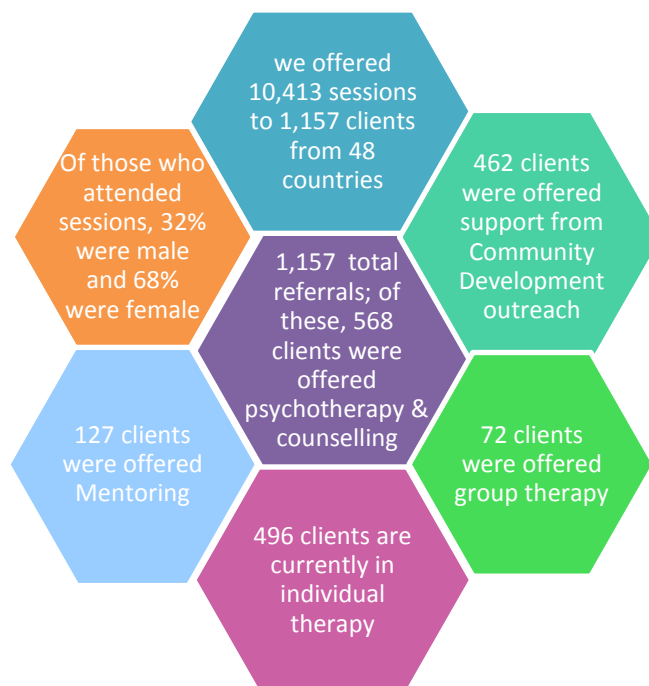 we offered
10,413 sessions
to 1,157 clients
from 48
countries
Of those who
attended
sessions, 32%
were male
and 68%
were female
462 clients
were offered
support from
Community
Development
outreach
1,157 total
referrals; of
these, 568
clients were
offered
psychotherapy &
counselling
127 clients
were offered
Mentoring
72 clients
were offered
group therapy
496 clients are
currently in
individual
therapy